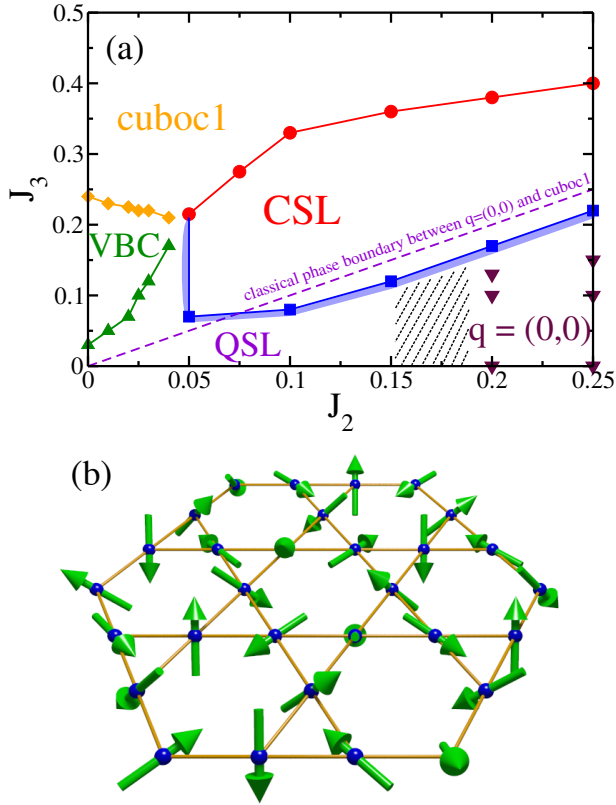 (a)
0.5
0.4
0.3
0.2
0.1
0
J3
cuboc1
CSL
VBC
classical phase boundary between q=(0,0) and cuboc1
QSL
q = (0,0)
0 0.05 0.1 0.15 0.2 0.25
J2
(b)